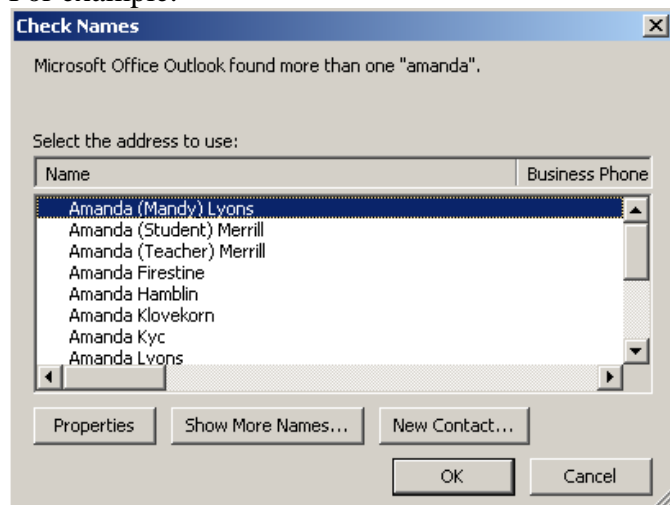 For example:
Check Names
Microsoft Office Outlook found more than one "amanda".
Select the address to use:
Name Business Phone
Amanda (Mandy) Lyons
Amanda (Student) Merrill
Amanda (Teacher) Merrill
Amanda Firestine
Amanda Hamblin
Amanda Klovekorn
Amanda Kyc
Amanda Lyons
Properties Show More Names... New Contact...
OK Cancel